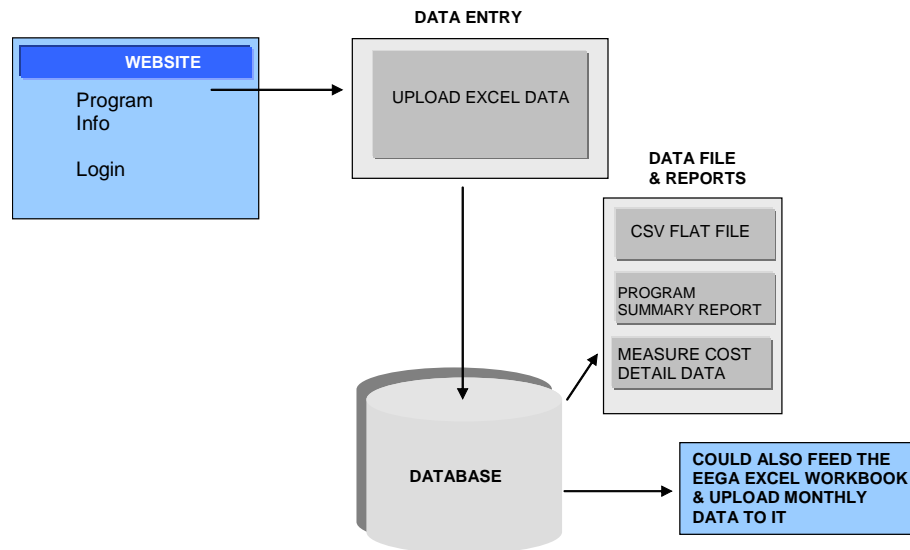 DATA ENTRY
WEBSITE
Program
Info
Login
UPLOAD EXCEL DATA
DATA FILE
& REPORTS
CSV FLAT FILE
PROGRAM
SUMMARY REPORT
MEASURE COST
DETAIL DATA
DATABASE
COULD ALSO FEED THE
EEGA EXCEL WORKBOOK
& UPLOAD MONTHLY
DATA TO IT